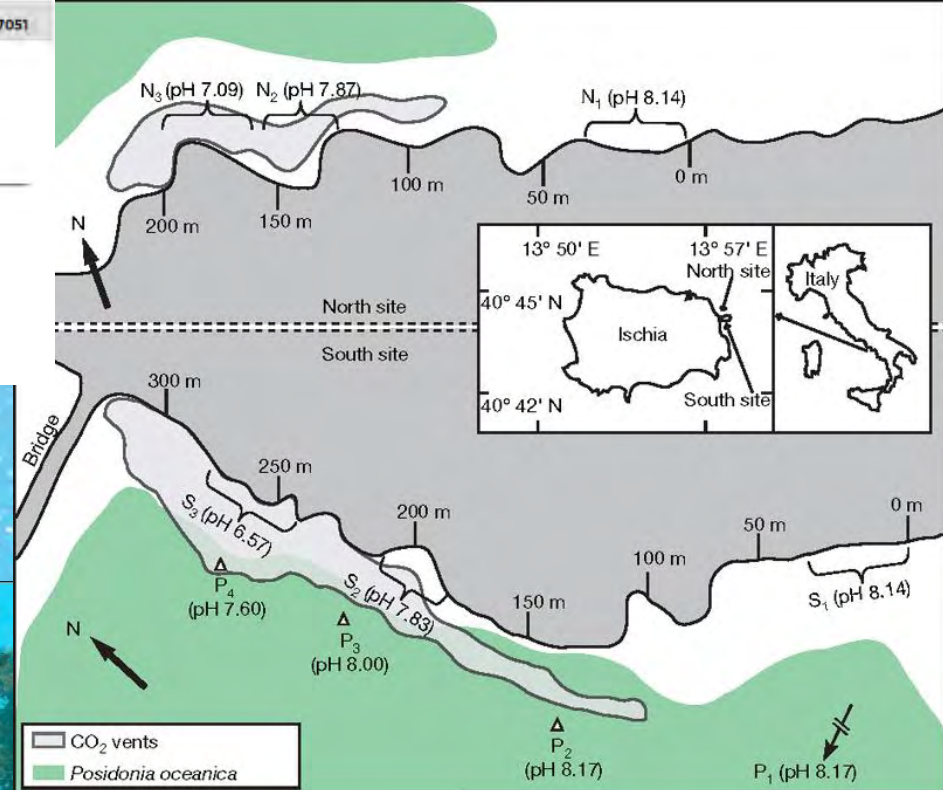 7051
N₃ (pH 7.09)
N₂ (pH 7.87)
N₁ (pH 8.14)
0 m
50 m
100 m
150 m
200 m
N
North site
South site
13° 50' E
13° 57' E
North site
40° 45' N
Ischia
40° 42' N
South site
Italy
Bridge
300 m
250 m
200 m
150 m
100 m
50 m
0 m
S₃ (pH 6.57)
S₂ (pH 7.83)
S₁ (pH 8.14)
P₄
(pH 7.60)
P₃
(pH 8.00)
P₂
(pH 8.17)
P₁ (pH 8.17)
N
CO₂ vents
Posidonia oceanica